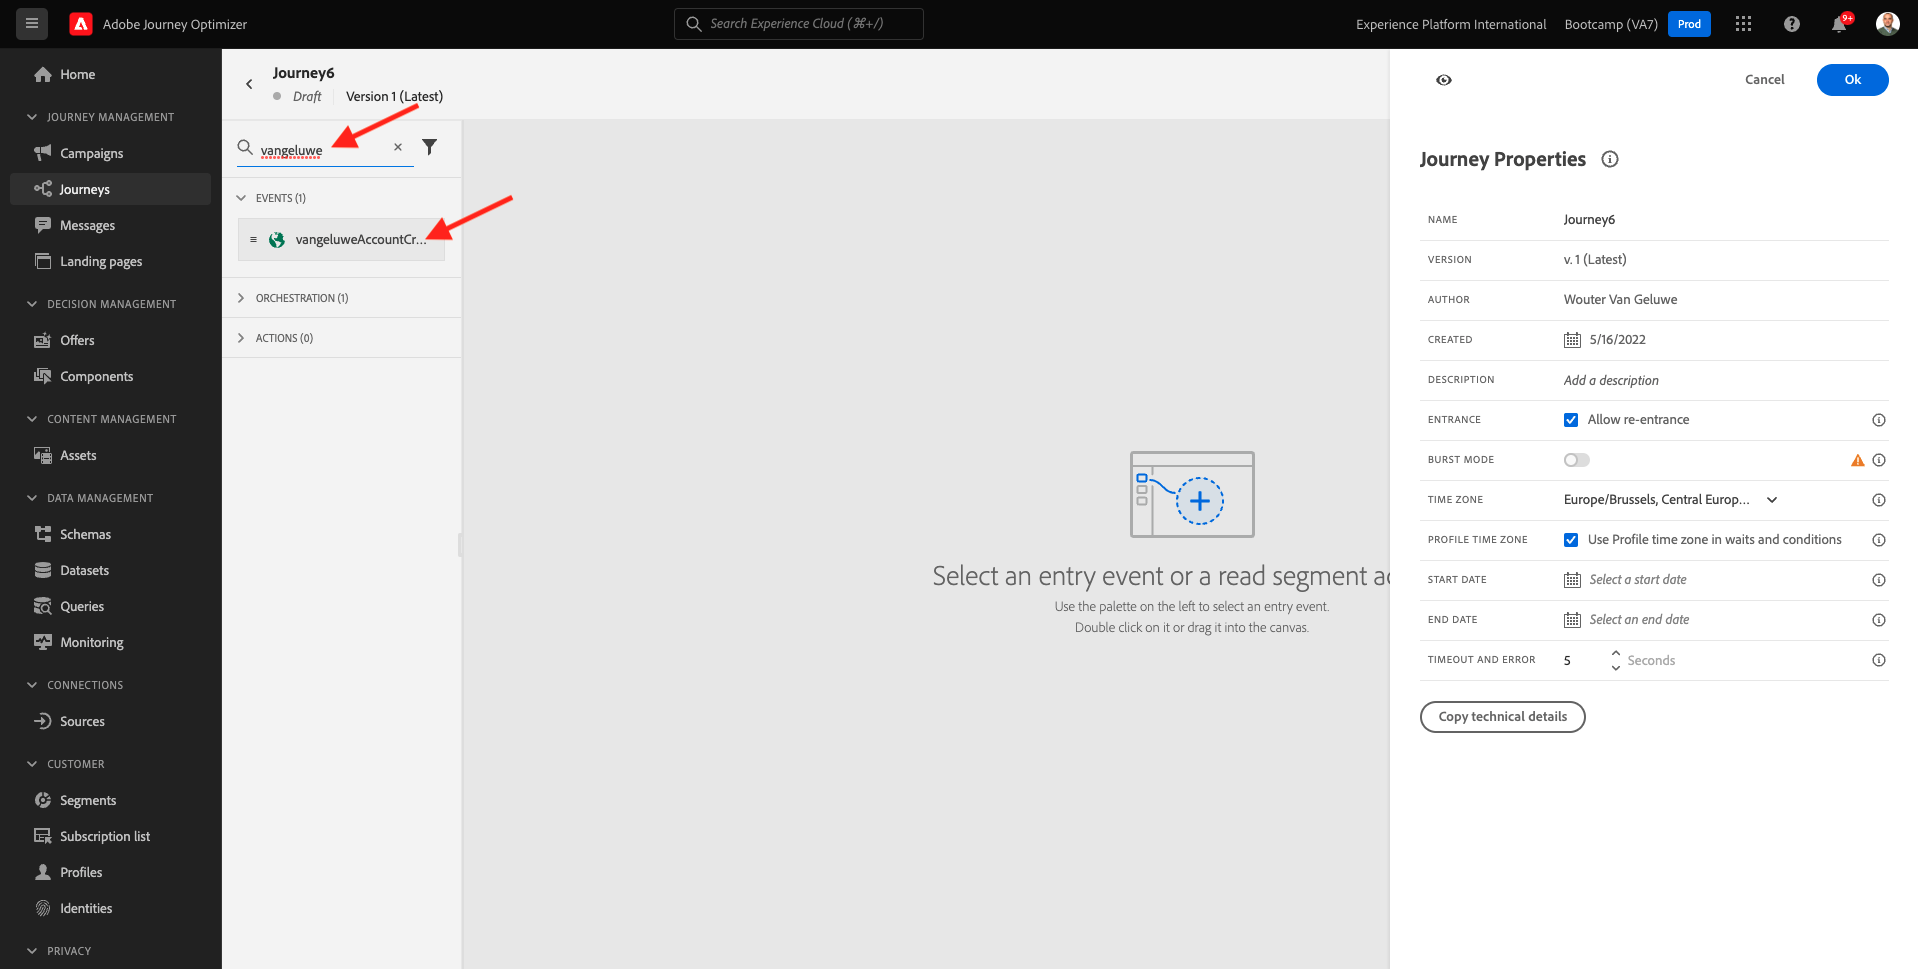 Adobe Journey Optimizer
Search Experience Cloud (⌘+/)
Experience Platform International
Bootcamp (VA7)
Prod
9+
Home
JOURNEY MANAGEMENT
Campaigns
Journeys
Messages
Landing pages
DECISION MANAGEMENT
Offers
Components
CONTENT MANAGEMENT
Assets
DATA MANAGEMENT
Schemas
Datasets
Queries
Monitoring
CONNECTIONS
Sources
CUSTOMER
Segments
Subscription list
Profiles
Identities
PRIVACY
Journey6
Draft
Version 1 (Latest)
vangeluwe
EVENTS (1)
vangeluweAccountCr...
ORCHESTRATION (1)
ACTIONS (0)
Select an entry event or a read segment ac
Use the palette on the left to select an entry event.
Double click on it or drag it into the canvas.
Cancel
Ok
Journey Properties
NAME Journey6
VERSION v. 1 (Latest)
AUTHOR Wouter Van Geluwe
CREATED 5/16/2022
DESCRIPTION Add a description
ENTRANCE Allow re-entrance
BURST MODE
TIME ZONE Europe/Brussels, Central Europ...
PROFILE TIME ZONE Use Profile time zone in waits and conditions
START DATE Select a start date
END DATE Select an end date
TIMEOUT AND ERROR 5 Seconds
Copy technical details